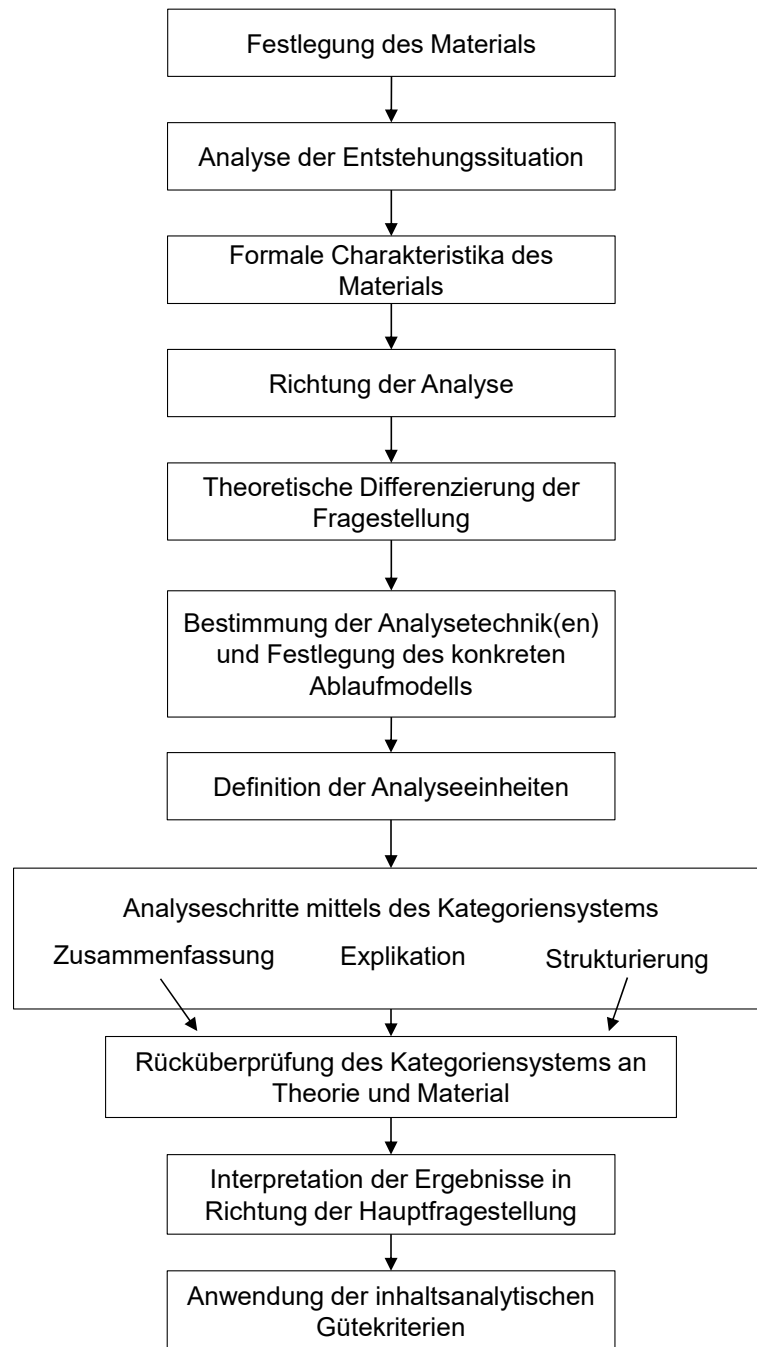 Festlegung des Materials
Analyse der Entstehungssituation
Formale Charakteristika des
Materials
Richtung der Analyse
Theoretische Differenzierung der
Fragestellung
Bestimmung der Analysetechnik(en)
und Festlegung des konkreten
Ablaufmodells
Definition der Analyseeinheiten
Analyseschritte mittels des Kategoriensystems
Zusammenfassung Explikation Strukturierung
Rücküberprüfung des Kategoriensystems an
Theorie und Material
Interpretation der Ergebnisse in
Richtung der Hauptfragestellung
Anwendung der inhaltsanalytischen
Gütekriterien